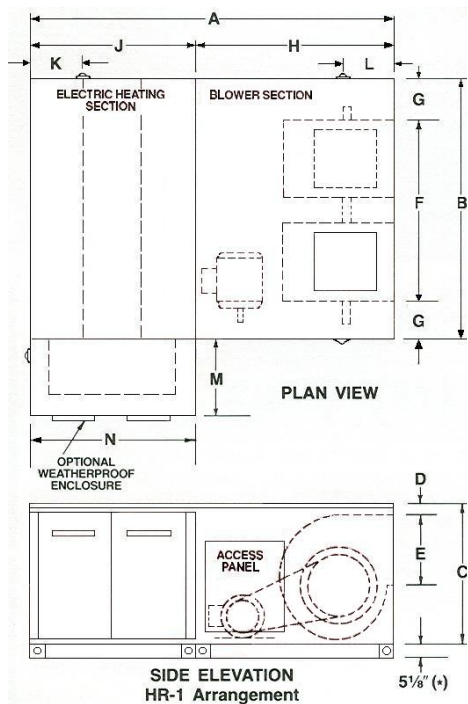 A
J
H
K
L
ELECTRIC HEATING
SECTION
BLOWER SECTION
G
F
B
G
M
PLAN VIEW
N
OPTIONAL
WEATHERPROOF
ENCLOSURE
D
E
C
ACCESS
PANEL
SIDE ELEVATION
HR-1 Arrangement
5⅛" (*)